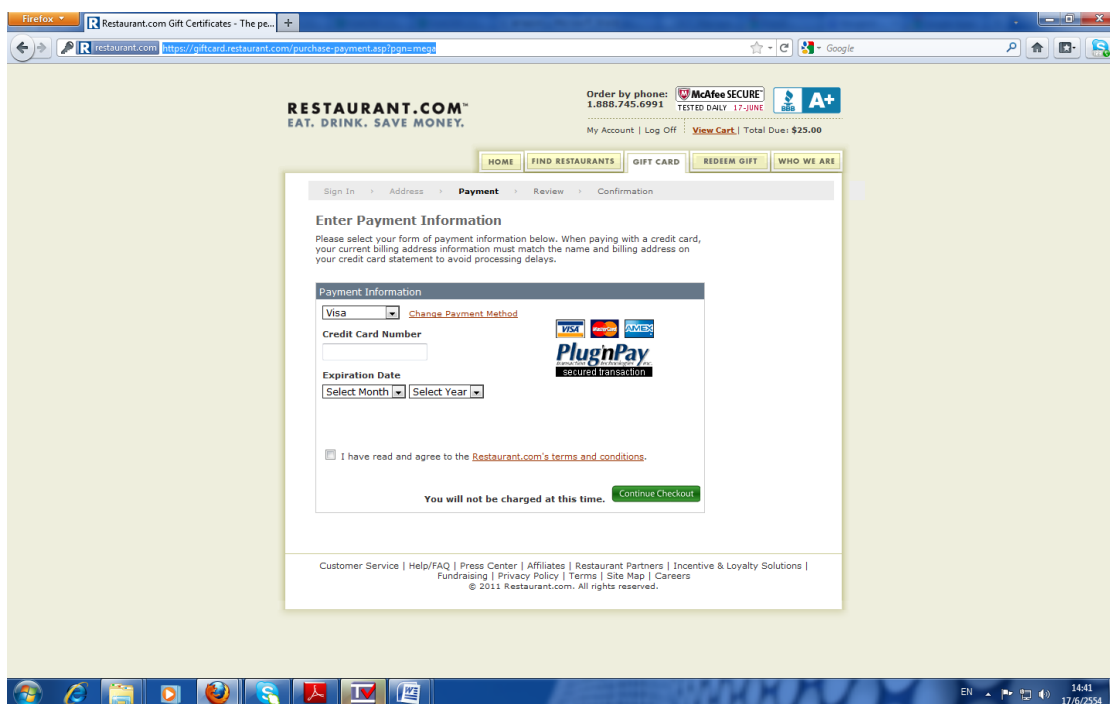 Firefox
Restaurant.com Gift Certificates - The pe...
restaurant.com https://giftcard.restaurant.com/purchase-payment.asp?pgn=mega
Google
RESTAURANT.COM™
EAT. DRINK. SAVE MONEY.
Order by phone:
1.888.745.6991
McAfee SECURE
TESTED DAILY 17-JUNE
BBB
A+
My Account | Log Off View Cart | Total Due: $25.00
HOME FIND RESTAURANTS GIFT CARD REDEEM GIFT WHO WE ARE
Sign In Address Payment Review Confirmation
Enter Payment Information
Please select your form of payment information below. When paying with a credit card,
your current billing address information must match the name and billing address on
your credit card statement to avoid processing delays.
Payment Information
Visa Change Payment Method
Credit Card Number
VISA MasterCard AMEX
Plug'nPay
secured transaction
Expiration Date
Select Month Select Year
I have read and agree to the Restaurant.com's terms and conditions.
You will not be charged at this time. Continue Checkout
Customer Service | Help/FAQ | Press Center | Affiliates | Restaurant Partners | Incentive & Loyalty Solutions |
Fundraising | Privacy Policy | Terms | Site Map | Careers
© 2011 Restaurant.com. All rights reserved.
EN
14:41
17/6/2554